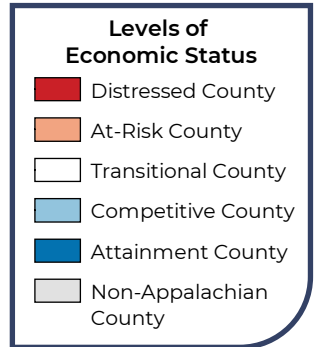 Levels of
Economic Status
Distressed County
At-Risk County
Transitional County
Competitive County
Attainment County
Non-Appalachian
County